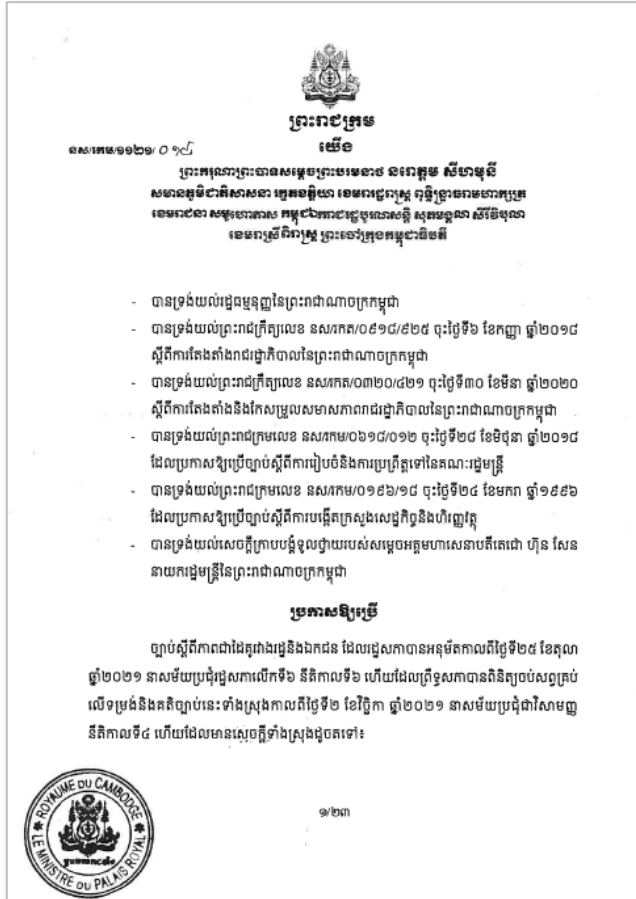 ព្រះរាជក្រម
នស/រកម/១១២១/០១៤
យើង
ព្រះករុណាព្រះបាទសម្តេចព្រះបរមនាថ នរោត្តម សីហមុនី
សមានភូមិជាតិសាសនា រក្ខតខត្តិយា ខេមរារដ្ឋរាស្ត្រ ពុទ្ធិន្ទ្រាធរាមហាក្សត្រ
ខេមរាជនា សមូហោភាស កម្ពុជឯករាជរដ្ឋបូរណសន្តិ សុភមង្គលា សិរីវិបុលា
ខេមរាស្រីពិរាស្ត្រ ព្រះចៅក្រុងកម្ពុជាធិបតី
- បានទ្រង់យល់រដ្ឋធម្មនុញ្ញនៃព្រះរាជាណាចក្រកម្ពុជា
- បានទ្រង់យល់ព្រះរាជក្រឹត្យលេខ នស/រកត/០៩១៨/៩២៥ ចុះថ្ងៃទី៦ ខែកញ្ញា ឆ្នាំ២០១៨
ស្តីពីការតែងតាំងរាជរដ្ឋាភិបាលនៃព្រះរាជាណាចក្រកម្ពុជា
- បានទ្រង់យល់ព្រះរាជក្រឹត្យលេខ នស/រកត/០៣២០/៤២១ ចុះថ្ងៃទី៣០ ខែមីនា ឆ្នាំ២០២០
ស្តីពីការតែងតាំងនិងកែសម្រួលសមាសភាពរាជរដ្ឋាភិបាលនៃព្រះរាជាណាចក្រកម្ពុជា
- បានទ្រង់យល់ព្រះរាជក្រមលេខ នស/រកម/០៦១៨/០១២ ចុះថ្ងៃទី២៨ ខែមិថុនា ឆ្នាំ២០១៨
ដែលប្រកាសឱ្យប្រើច្បាប់ស្តីពីការរៀបចំនិងការប្រព្រឹត្តទៅនៃគណៈរដ្ឋមន្ត្រី
- បានទ្រង់យល់ព្រះរាជក្រមលេខ នស/រកម/០១៩៦/១៨ ចុះថ្ងៃទី២៤ ខែមករា ឆ្នាំ១៩៩៦
ដែលប្រកាសឱ្យប្រើច្បាប់ស្តីពីការបង្កើតក្រសួងសេដ្ឋកិច្ចនិងហិរញ្ញវត្ថុ
- បានទ្រង់យល់សេចក្តីក្រាបបង្គំទូលថ្វាយរបស់សម្តេចអគ្គមហាសេនាបតីតេជោ ហ៊ុន សែន
នាយករដ្ឋមន្ត្រីនៃព្រះរាជាណាចក្រកម្ពុជា
ប្រកាសឱ្យប្រើ
ច្បាប់ស្តីពីភាពជាដៃគូរវាងរដ្ឋនិងឯកជន ដែលរដ្ឋសភាបានអនុម័តកាលពីថ្ងៃទី២៥ ខែតុលា
ឆ្នាំ២០២១ នាសម័យប្រជុំរដ្ឋសភាលើកទី៦ នីតិកាលទី៦ ហើយដែលព្រឹទ្ធសភាបានពិនិត្យចប់សព្វគ្រប់
លើទម្រង់និងគតិច្បាប់នេះទាំងស្រុងកាលពីថ្ងៃទី២ ខែវិច្ឆិកា ឆ្នាំ២០២១ នាសម័យប្រជុំជាវិសាមញ្ញ
នីតិកាលទី៤ ហើយដែលមានសេចក្តីទាំងស្រុងដូចតទៅ៖
ROYAUME DU CAMBODGE
LE MINISTRE DU PALAIS ROYAL
១/២៣